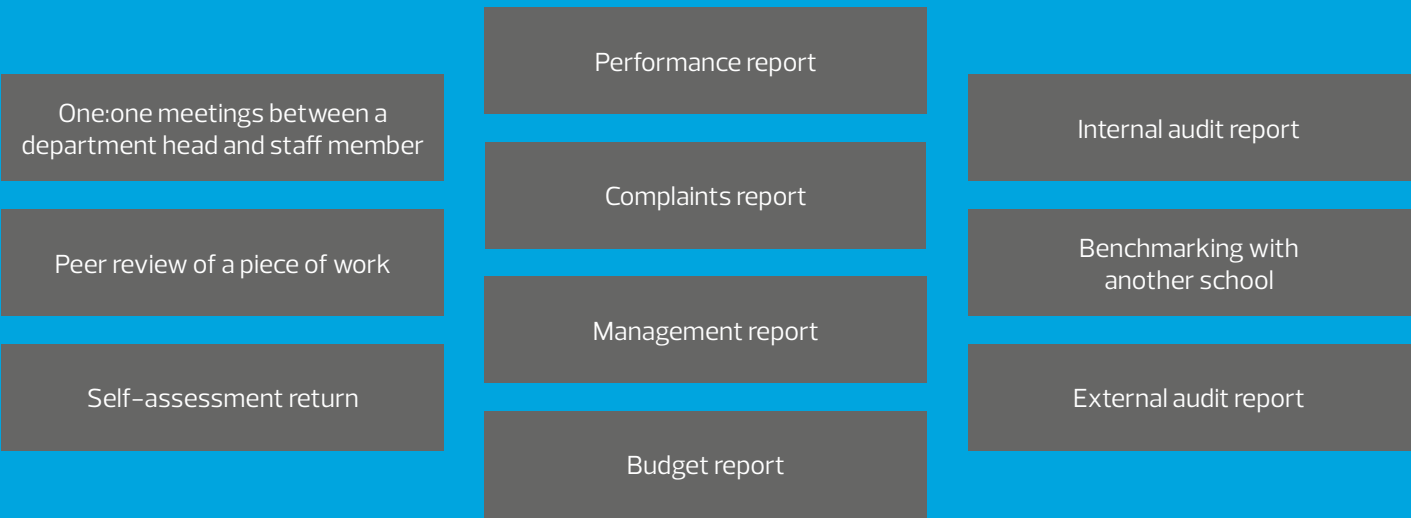 One:one meetings between a
department head and staff member
Peer review of a piece of work
Self-assessment return
Performance report
Complaints report
Management report
Budget report
Internal audit report
Benchmarking with
another school
External audit report